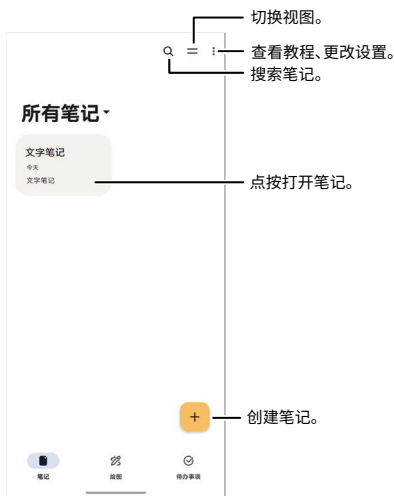 切换视图。
查看教程、更改设置。
搜索笔记。
所有笔记
文字笔记
今天
文字笔记
点按打开笔记。
创建笔记。
笔记
绘图
待办事项